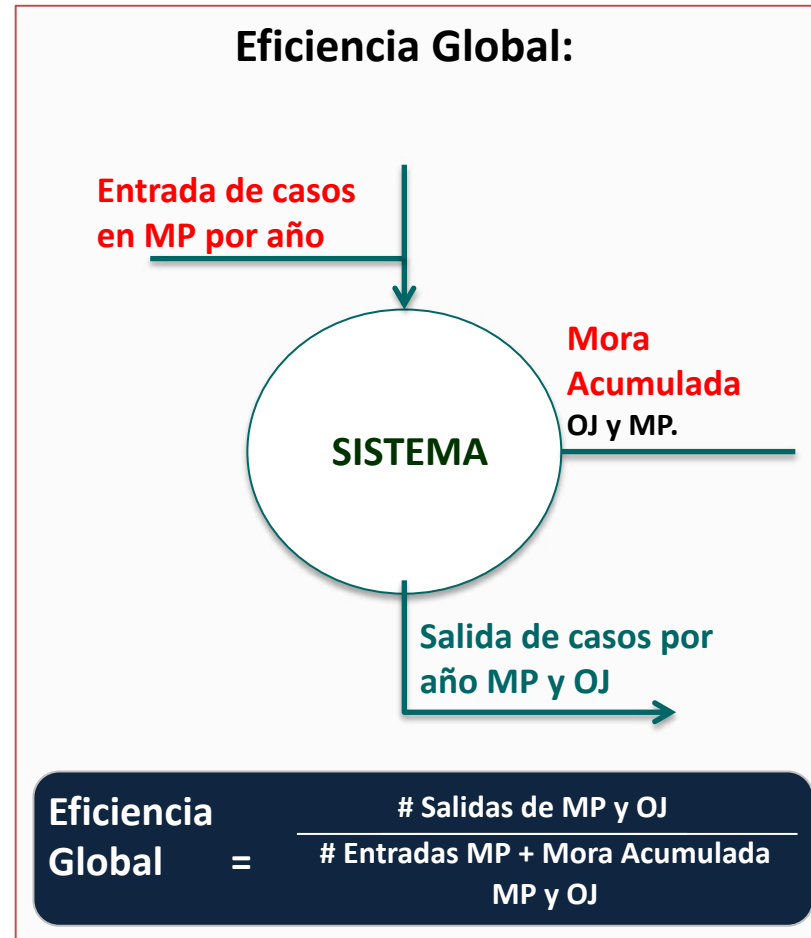 Eficiencia Global:
Entrada de casos
en MP por año
Mora
Acumulada
OJ y MP.
SISTEMA
Salida de casos por
año MP y OJ
Eficiencia
Global =
# Salidas de MP y OJ
# Entradas MP + Mora Acumulada
MP y OJ